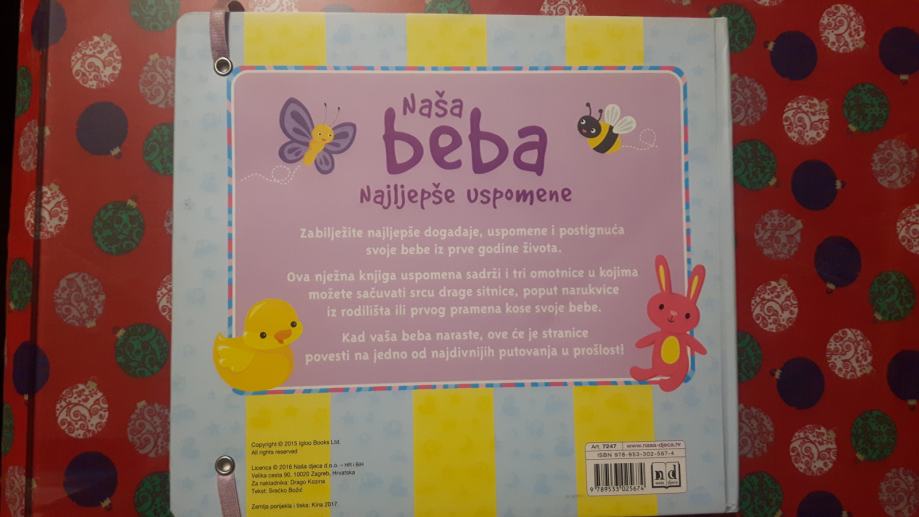 Naša
beba
Najljepše uspomene
Zabilježite najljepše događaje, uspomene i postignuća
svoje bebe iz prve godine života.
Ova nježna knjiga uspomena sadrži i tri omotnice u kojima
možete sačuvati srcu drage sitnice, poput narukvice
iz rodilišta ili prvog pramena kose svoje bebe.
Kad vaša beba naraste, ove će je stranice
povesti na jedno od najdivnijih putovanja u prošlost!
Copyright © 2015 Igloo Books Ltd.
All rights reserved
Licenca © 2016 Naša djeca d.o.o. – HR i BiH
Velika cesta 90, 10020 Zagreb, Hrvatska
Za nakladnika: Drago Kozina
Tekst: Srećko Božić
Zemlja porijekla i tiska: Kina 2017.
Art. 7247 www.nasa-djeca.hr
ISBN 978-953-302-567-4
9 789533 025674
n d